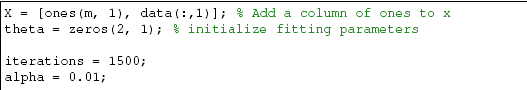 X = [ones(m, 1), data(:,1)]; % Add a column of ones to x
theta = zeros(2, 1); % initialize fitting parameters
iterations = 1500;
alpha = 0.01;